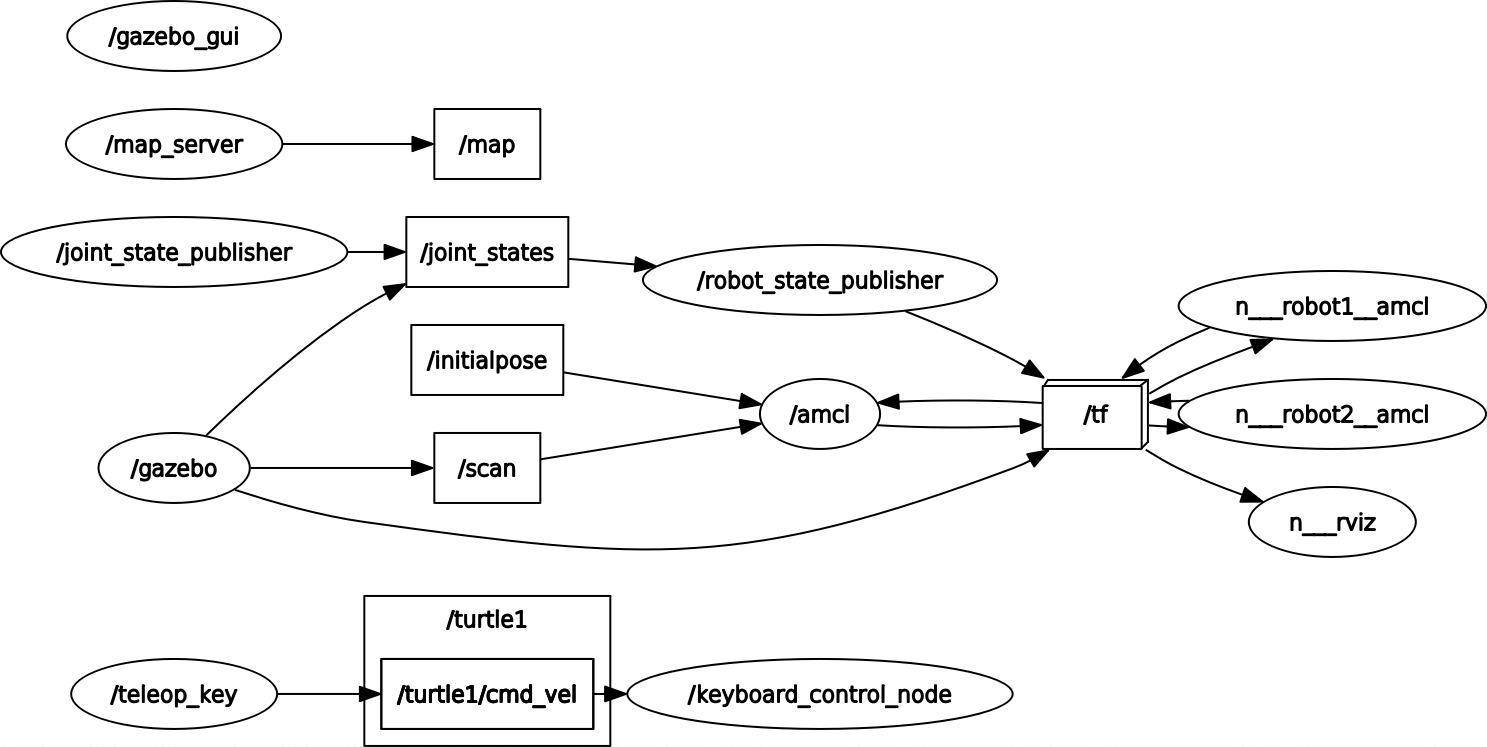 /gazebo_gui
/map_server
/map
/joint_state_publisher
/joint_states
/robot_state_publisher
n___robot1__amcl
/initialpose
/amcl
/tf
n___robot2__amcl
/gazebo
/scan
n___rviz
/turtle1
/teleop_key
/turtle1/cmd_vel
/keyboard_control_node